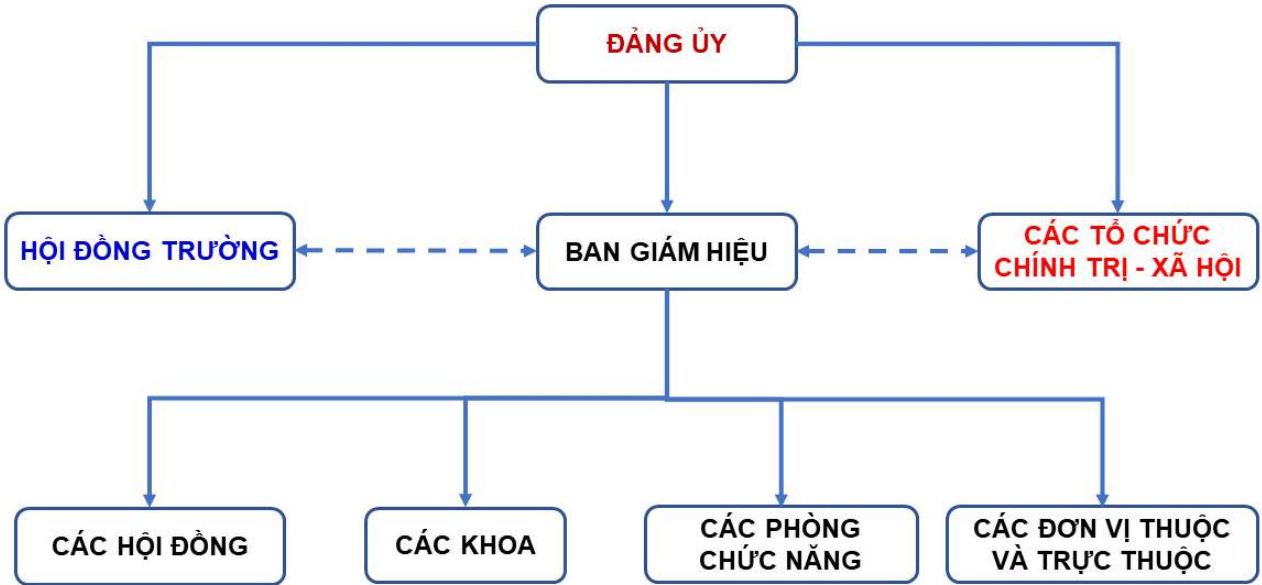 ĐẢNG ỦY
HỘI ĐỒNG TRƯỜNG
BAN GIÁM HIỆU
CÁC TỔ CHỨC
CHÍNH TRỊ - XÃ HỘI
CÁC HỘI ĐỒNG
CÁC KHOA
CÁC PHÒNG
CHỨC NĂNG
CÁC ĐƠN VỊ THUỘC
VÀ TRỰC THUỘC